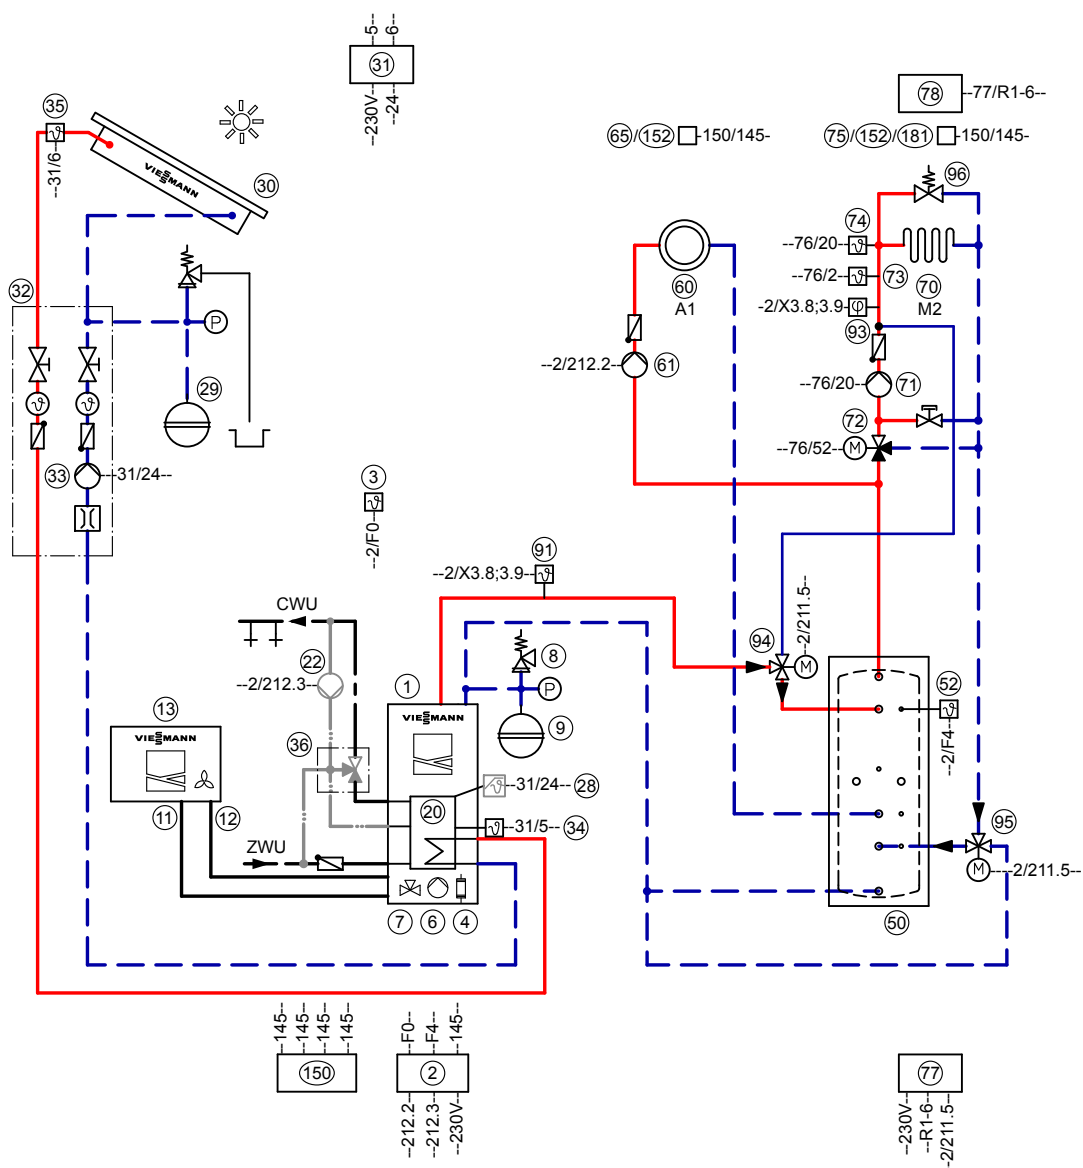 --5--
--6--
31
--230V--
--24--
78 --77/R1-6--
65/152 -150/145-
75/152/181 -150/145-
35
--31/6--
VIESSMANN
30
96
74
--76/20--
--76/2-- 73
60
A1
70
M2
-2/X3.8;3.9-
93
32
P
--2/212.2-- 61
--76/20-- 71
29
72
--76/52-- M
33 --31/24--
3
--2/F0--
91
--2/X3.8;3.9--
CWU
22
--2/212.3--
8
94
--2/211.5--
M
1
P
52
--2/F4--
13
VIESSMANN
VIESSMANN
9
36
--31/24-- 28
20
11
12
--31/5-- 34
95
ZWU
M ----2/211.5--
7
6
4
50
--145--
--145--
--145--
--145--
150
--F0--
--F4--
--145--
2
--212.2--
--212.3--
--230V--
77
--230V--
--R1-6--
--2/211.5--